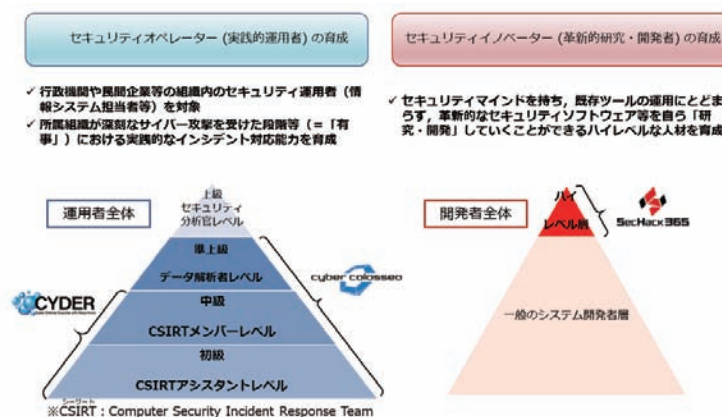 セキュリティオペレーター (実践的運用者) の育成
✓ 行政機関や民間企業等の組織内のセキュリティ運用者（情
報システム担当者等）を対象
✓ 所属組織が深刻なサイバー攻撃を受けた段階等（＝「有
事」）における実践的なインシデント対応能力を育成
運用者全体
上級
セキュリティ
分析官レベル
準上級
データ解析者レベル
中級
CSIRTメンバーレベル
初級
CSIRTアシスタントレベル
CYDER
cyber colosseo
シーサート
※CSIRT：Computer Security Incident Response Team
セキュリティイノベーター (革新的研究・開発者) の育成
✓ セキュリティマインドを持ち，既存ツールの運用にとどま
らず，革新的なセキュリティソフトウェア等を自ら「研
究・開発」していくことができるハイレベルな人材を育成
開発者全体
ハイ
レベル層
SecHack365
一般のシステム開発者層